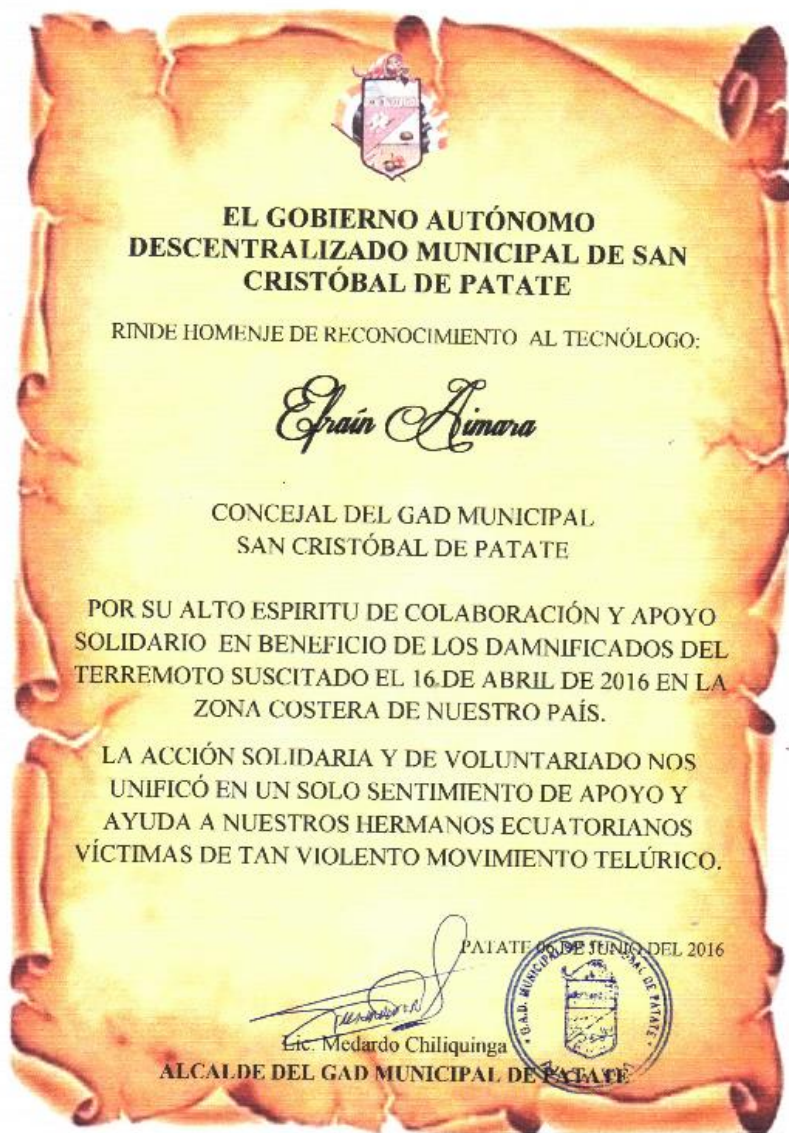 EL GOBIERNO AUTÓNOMO
DESCENTRALIZADO MUNICIPAL DE SAN
CRISTÓBAL DE PATATE
RINDE HOMENJE DE RECONOCIMIENTO AL TECNÓLOGO:
Efraín Aimara
CONCEJAL DEL GAD MUNICIPAL
SAN CRISTÓBAL DE PATATE
POR SU ALTO ESPIRITU DE COLABORACIÓN Y APOYO
SOLIDARIO EN BENEFICIO DE LOS DAMNIFICADOS DEL
TERREMOTO SUSCITADO EL 16 DE ABRIL DE 2016 EN LA
ZONA COSTERA DE NUESTRO PAÍS.
LA ACCIÓN SOLIDARIA Y DE VOLUNTARIADO NOS
UNIFICÓ EN UN SOLO SENTIMIENTO DE APOYO Y
AYUDA A NUESTROS HERMANOS ECUATORIANOS
VÍCTIMAS DE TAN VIOLENTO MOVIMIENTO TELÚRICO.
PATATE 06 DE JUNIO DEL 2016
G.A.D. MUNICIPAL DE PATATE
Lic. Medardo Chiliquinga
ALCALDE DEL GAD MUNICIPAL DE PATATE